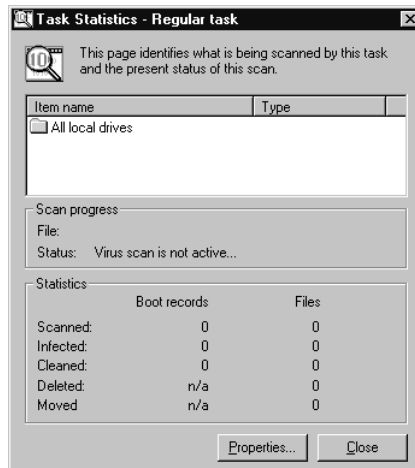 Task Statistics - Regular task
This page identifies what is being scanned by this task
and the present status of this scan.
Item name Type
All local drives
Scan progress
File:
Status: Virus scan is not active...
Statistics
Boot records Files
Scanned: 0 0
Infected: 0 0
Cleaned: 0 0
Deleted: n/a 0
Moved n/a 0
Properties... Close